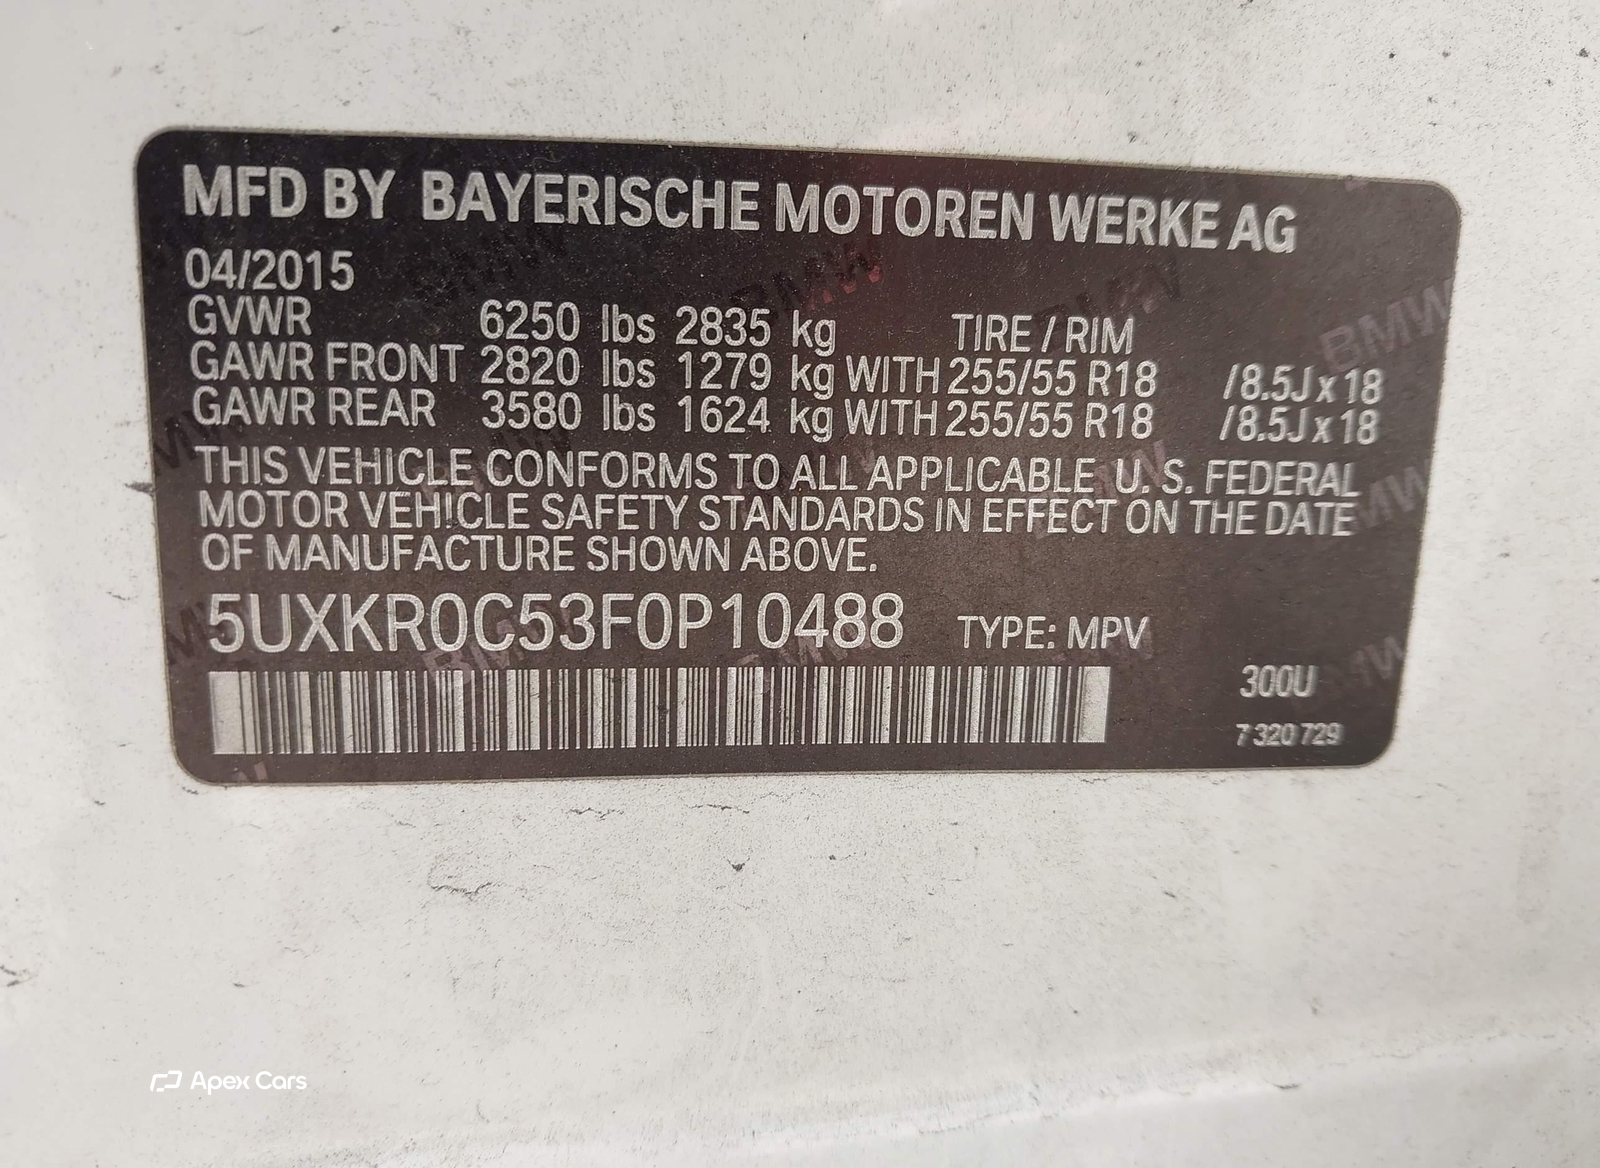 MFD BY BAYERISCHE MOTOREN WERKE AG
04/2015
GVWR 6250 lbs 2835 kg TIRE / RIM
GAWR FRONT 2820 lbs 1279 kg WITH 255/55 R18 /8.5J x 18
GAWR REAR 3580 lbs 1624 kg WITH 255/55 R18 /8.5J x 18
THIS VEHICLE CONFORMS TO ALL APPLICABLE U. S. FEDERAL
MOTOR VEHICLE SAFETY STANDARDS IN EFFECT ON THE DATE
OF MANUFACTURE SHOWN ABOVE.
5UXKR0C53F0P10488 TYPE: MPV
300U
7 320 729
Apex Cars